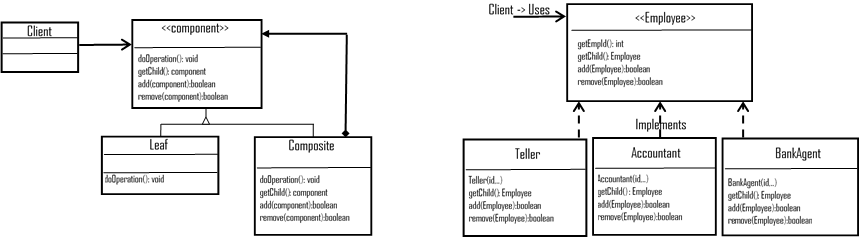 Client
<<component>>
doOperation(): void
getChild(): component
add(component):boolean
remove(component):boolean
Leaf
doOperation(): void
Composite
doOperation(): void
getChild(): component
add(component):boolean
remove(component):boolean
Client -> Uses
<<Employee>>
getEmpId(): int
getChild(): Employee
add(Employee):boolean
remove(Employee):boolean
Implements
Teller
Teller(id...)
getChild(): Employee
add(Employee):boolean
remove(Employee):boolean
Accountant
Accountant(id...)
getChild() : Employee
add(Employee):boolean
remove(Employee):boolean
BankAgent
BankAgent(id...)
getChild(): Employee
add(Employee):boolean
remove(Employee):boolean